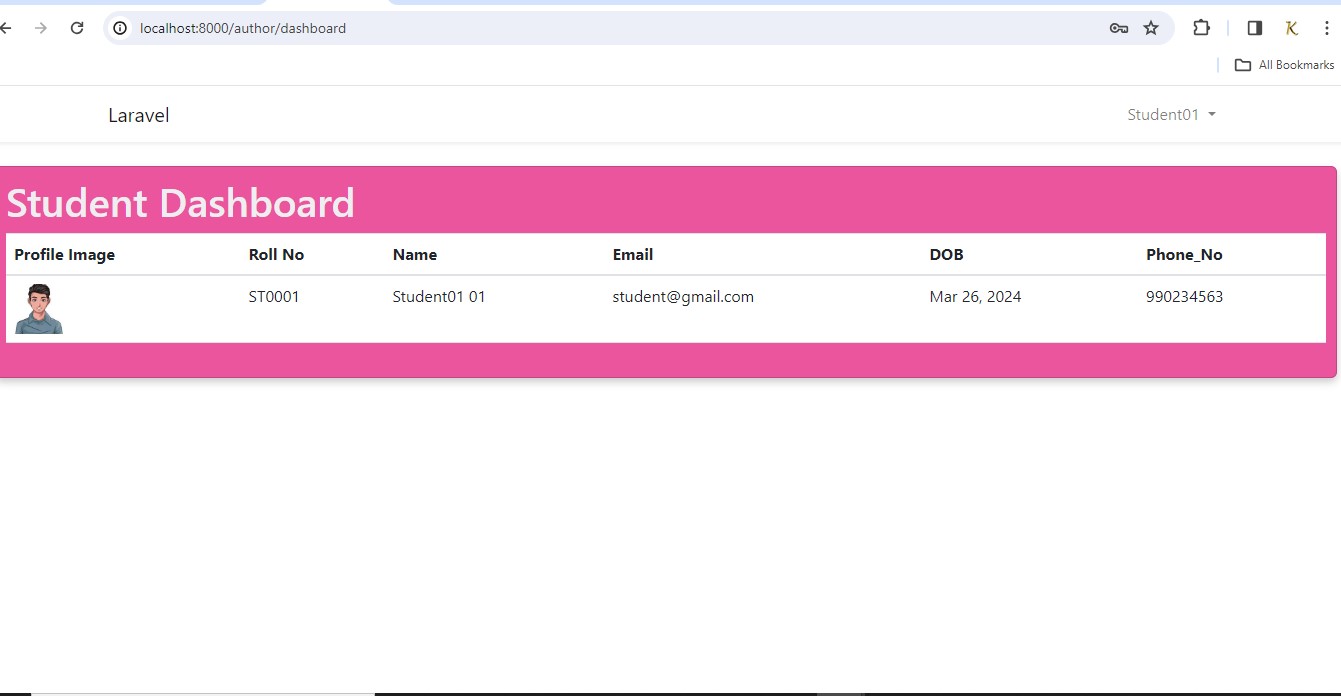 localhost:8000/author/dashboard
All Bookmarks
Laravel
Student01
Student Dashboard
Profile Image Roll No Name Email DOB Phone_No
ST0001 Student01 01 student@gmail.com Mar 26, 2024 990234563